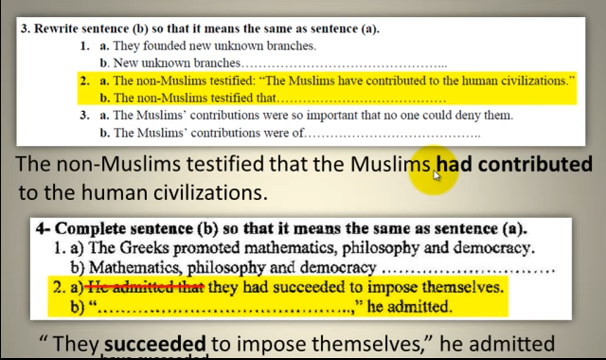 3. Rewrite sentence (b) so that it means the same as sentence (a).
1. a. They founded new unknown branches.
b. New unknown branches………………………………………………...
2. a. The non-Muslims testified: “The Muslims have contributed to the human civilizations.”
b. The non-Muslims testified that……………………………………….
3. a. The Muslims’ contributions were so important that no one could deny them.
b. The Muslims’ contributions were of………………………………………..
The non-Muslims testified that the Muslims had contributed
to the human civilizations.
4- Complete sentence (b) so that it means the same as sentence (a).
1. a) The Greeks promoted mathematics, philosophy and democracy.
b) Mathematics, philosophy and democracy ................................
2. a) He admitted that they had succeeded to impose themselves.
b) “...............................................,” he admitted.
“ They succeeded to impose themselves,” he admitted
have succeeded